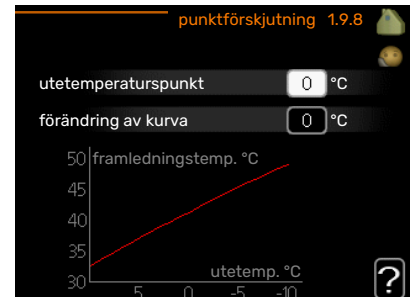 punktförskjutning 1.9.8
utetemperaturspunkt 0 °C
förändring av kurva 0 °C
50 framledningstemp. °C
45
40
35
30 utetemp. °C
5 0 -5 -10
?